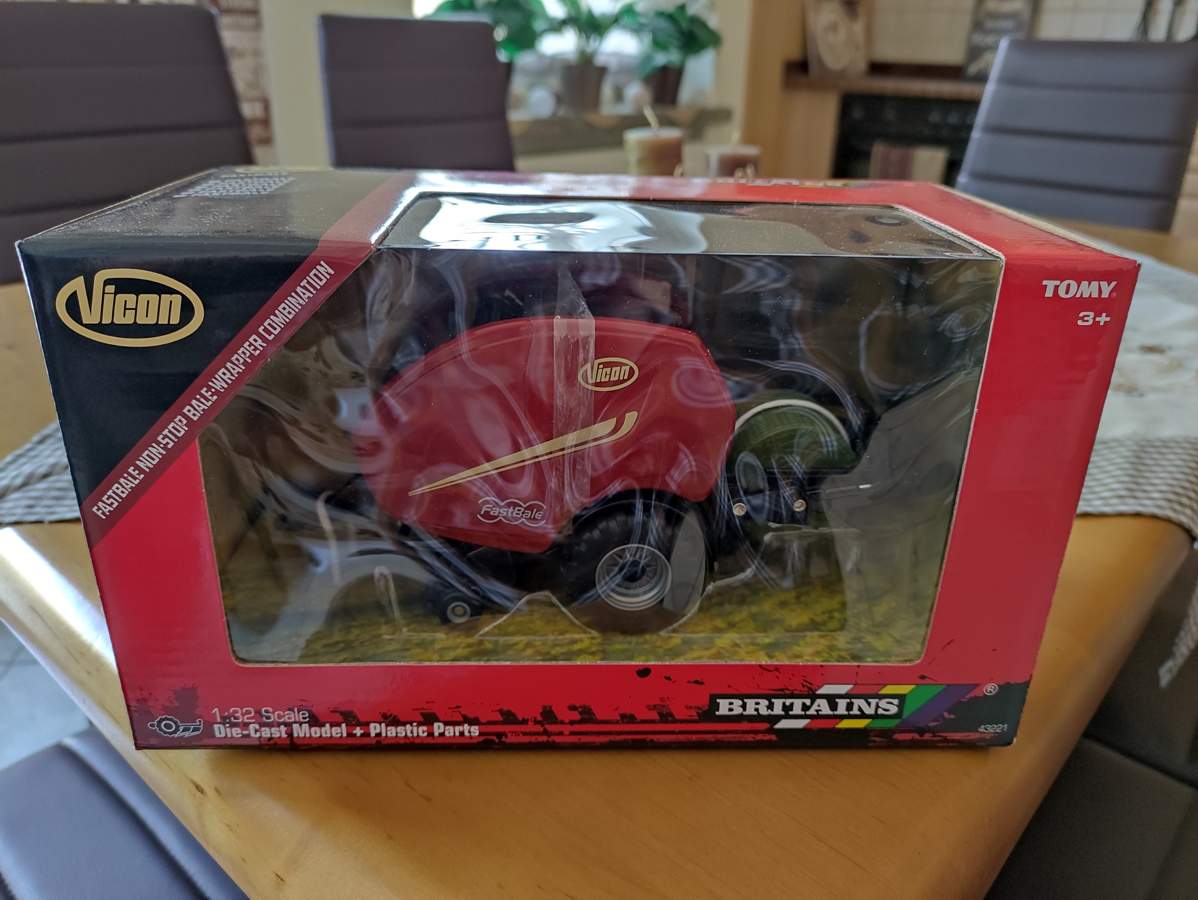 Vicon
FASTBALE NON-STOP BALE-WRAPPER COMBINATION
TOMY
3+
Vicon
FastBale
1:32 Scale
Die-Cast Model + Plastic Parts
BRITAINS ®
43221